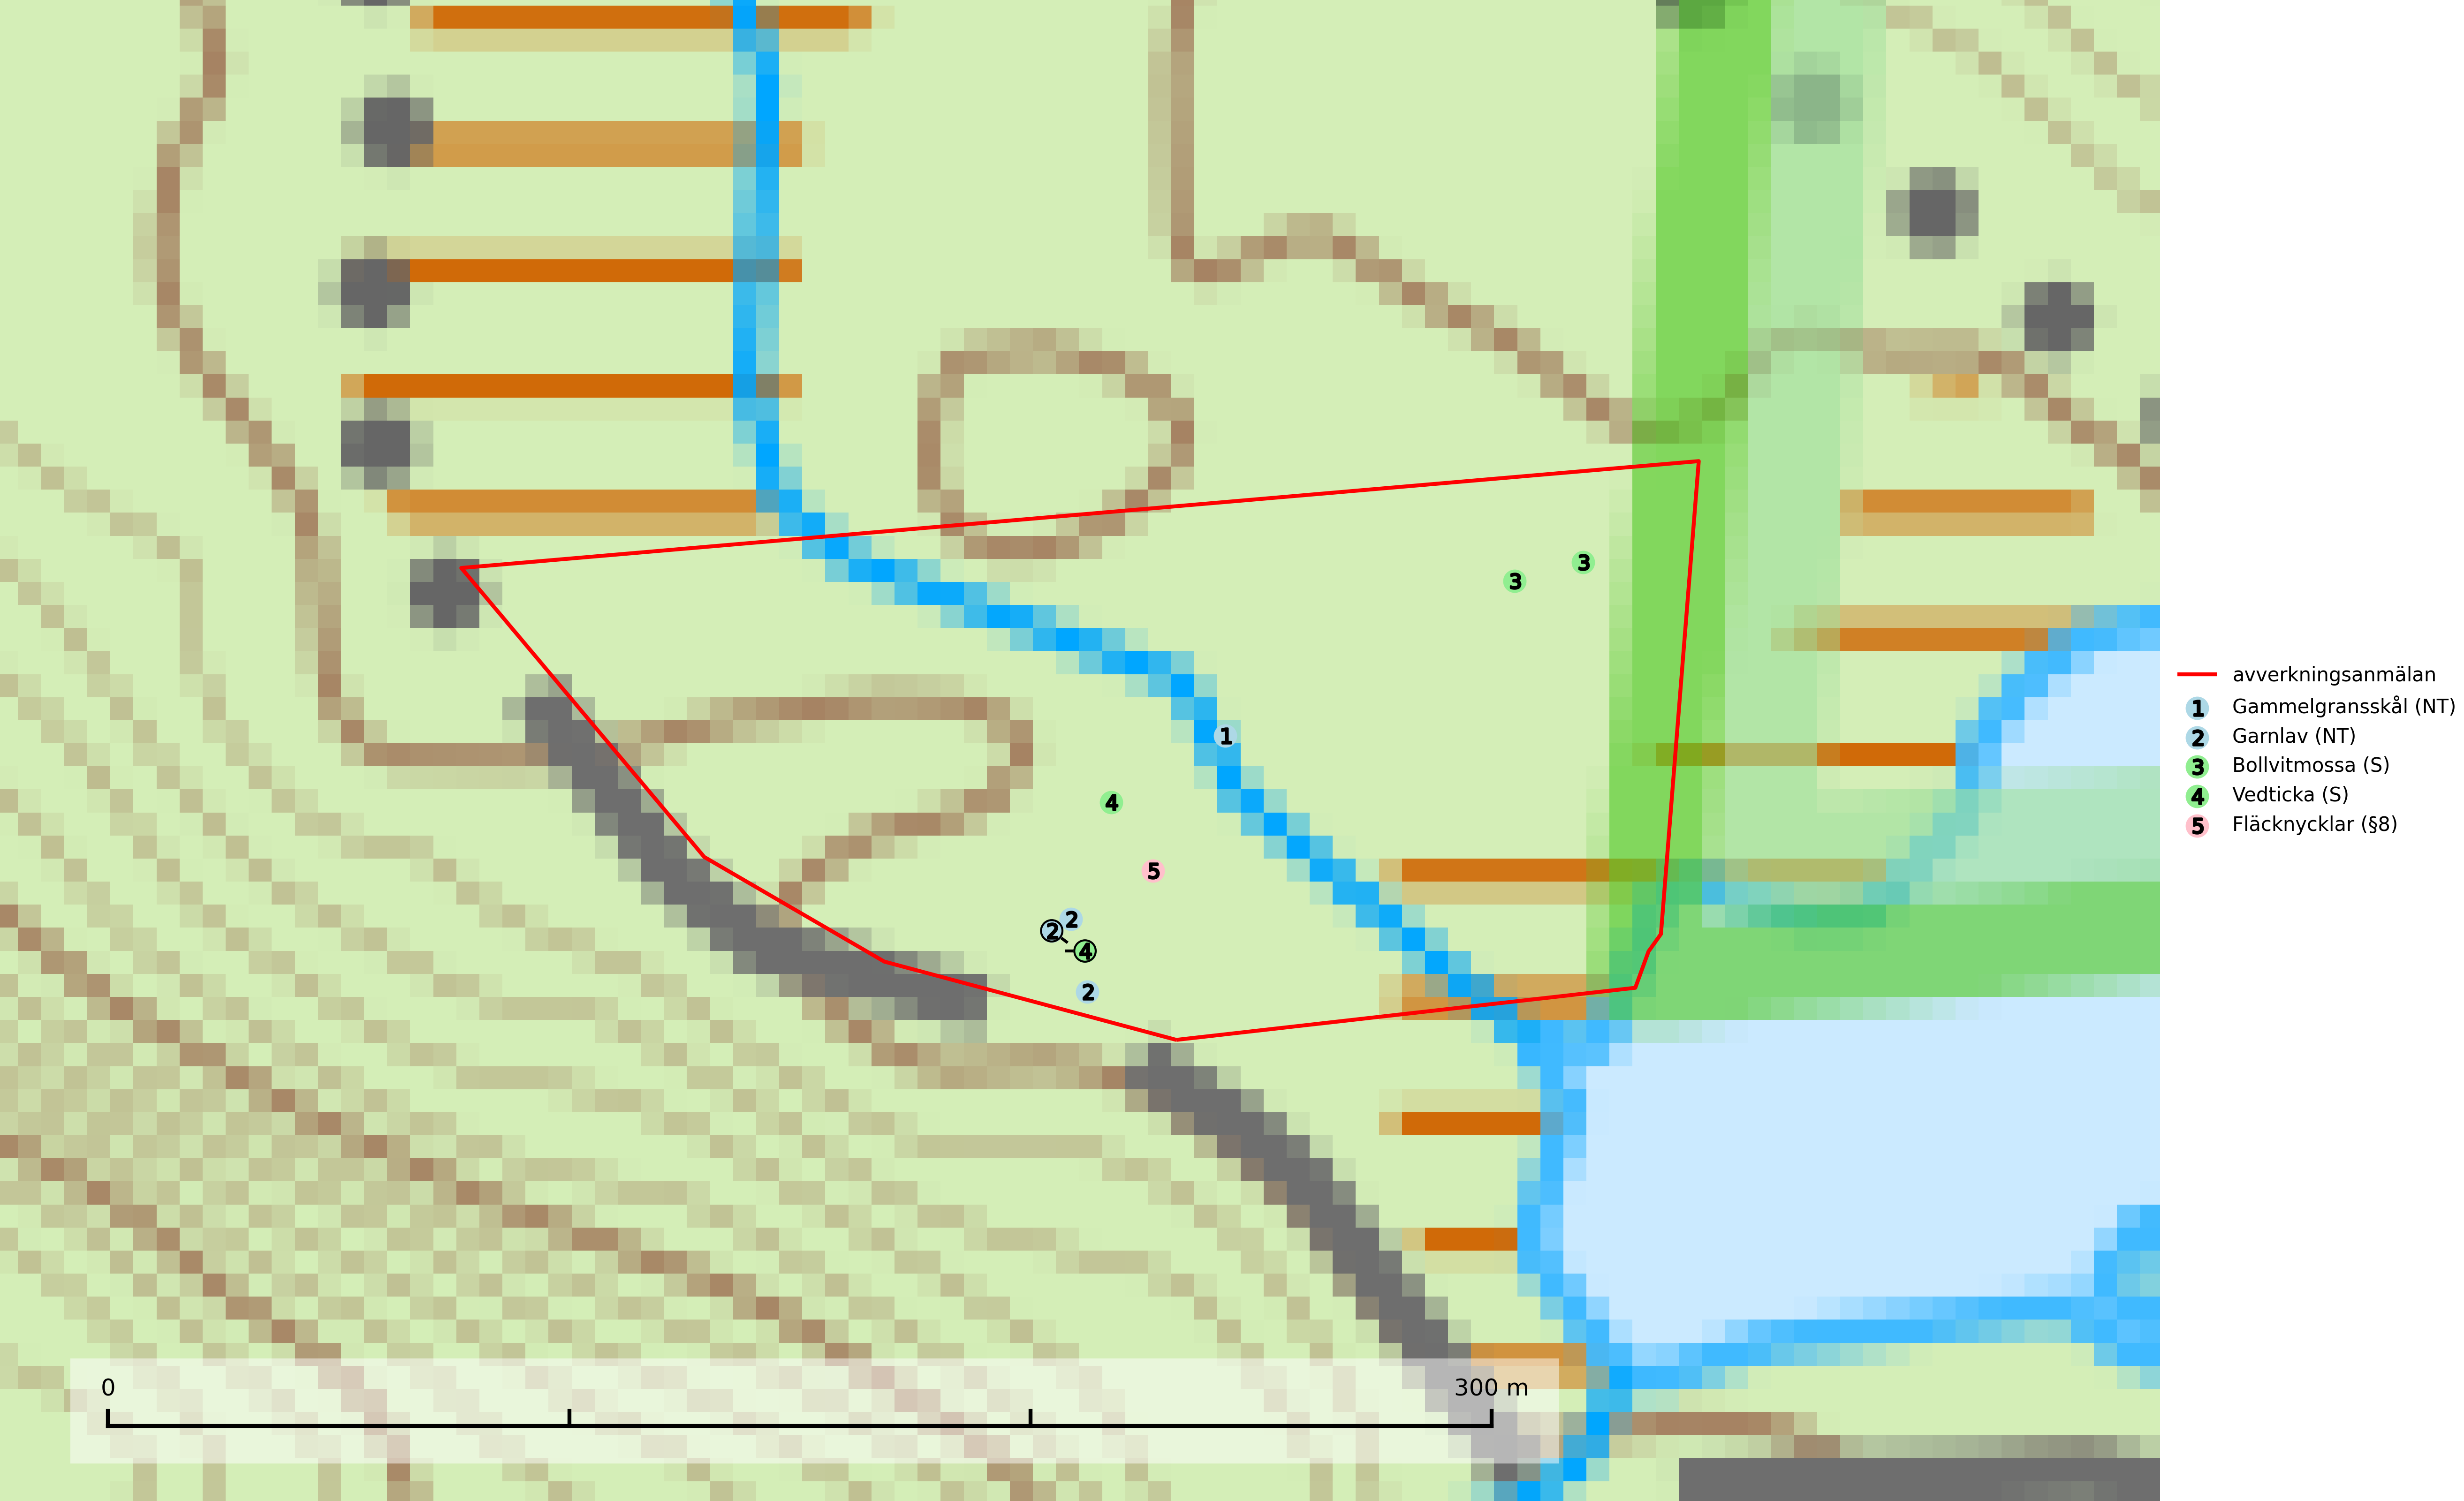 3
3
1
4
5
2
2
4
2
avverkningsanmälan
1 Gammelgransskål (NT)
2 Garnlav (NT)
3 Bollvitmossa (S)
4 Vedticka (S)
5 Fläcknycklar (§8)
0 300 m